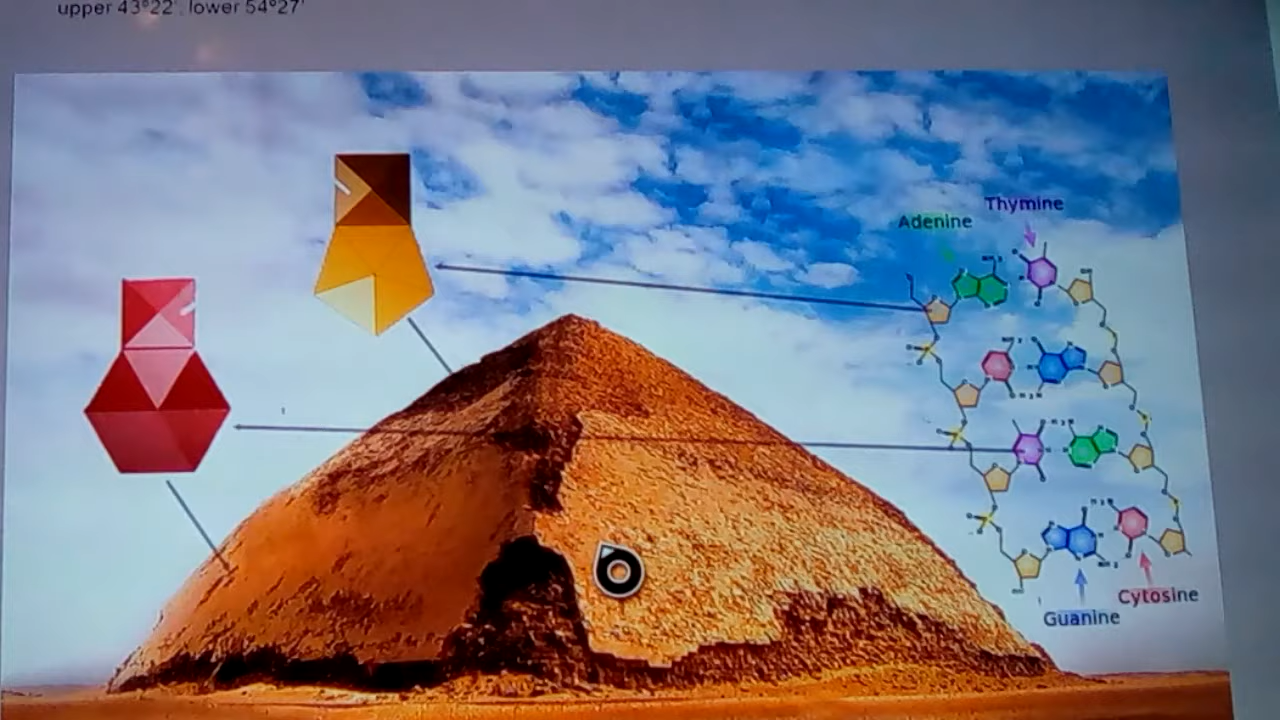 upper 43°22', lower 54°27'
Thymine
Adenine
Cytosine
Guanine